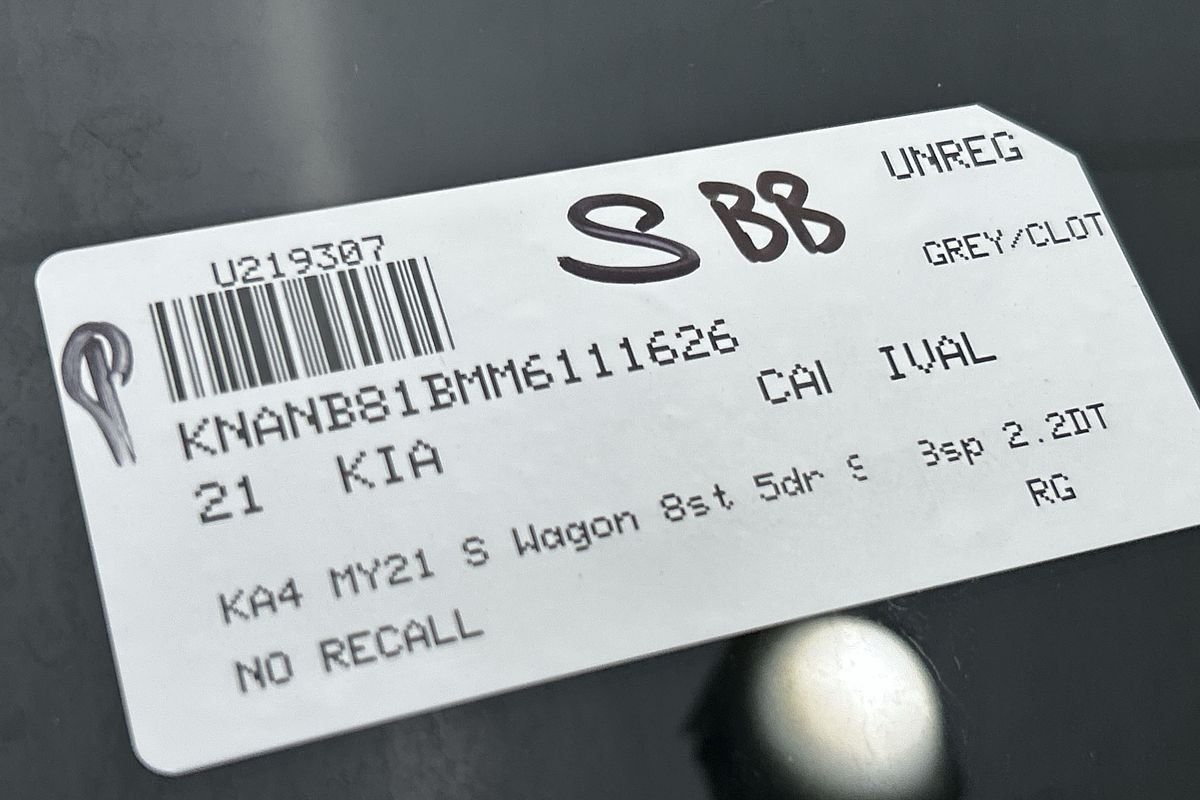 UNREG
S BB
GREY/CLOT
U219307
P
KNANB81BMM6111626
21 KIA CAI IVAL
KA4 MY21 S Wagon 8st 5dr S 3sp 2.2DT
NO RECALL RG